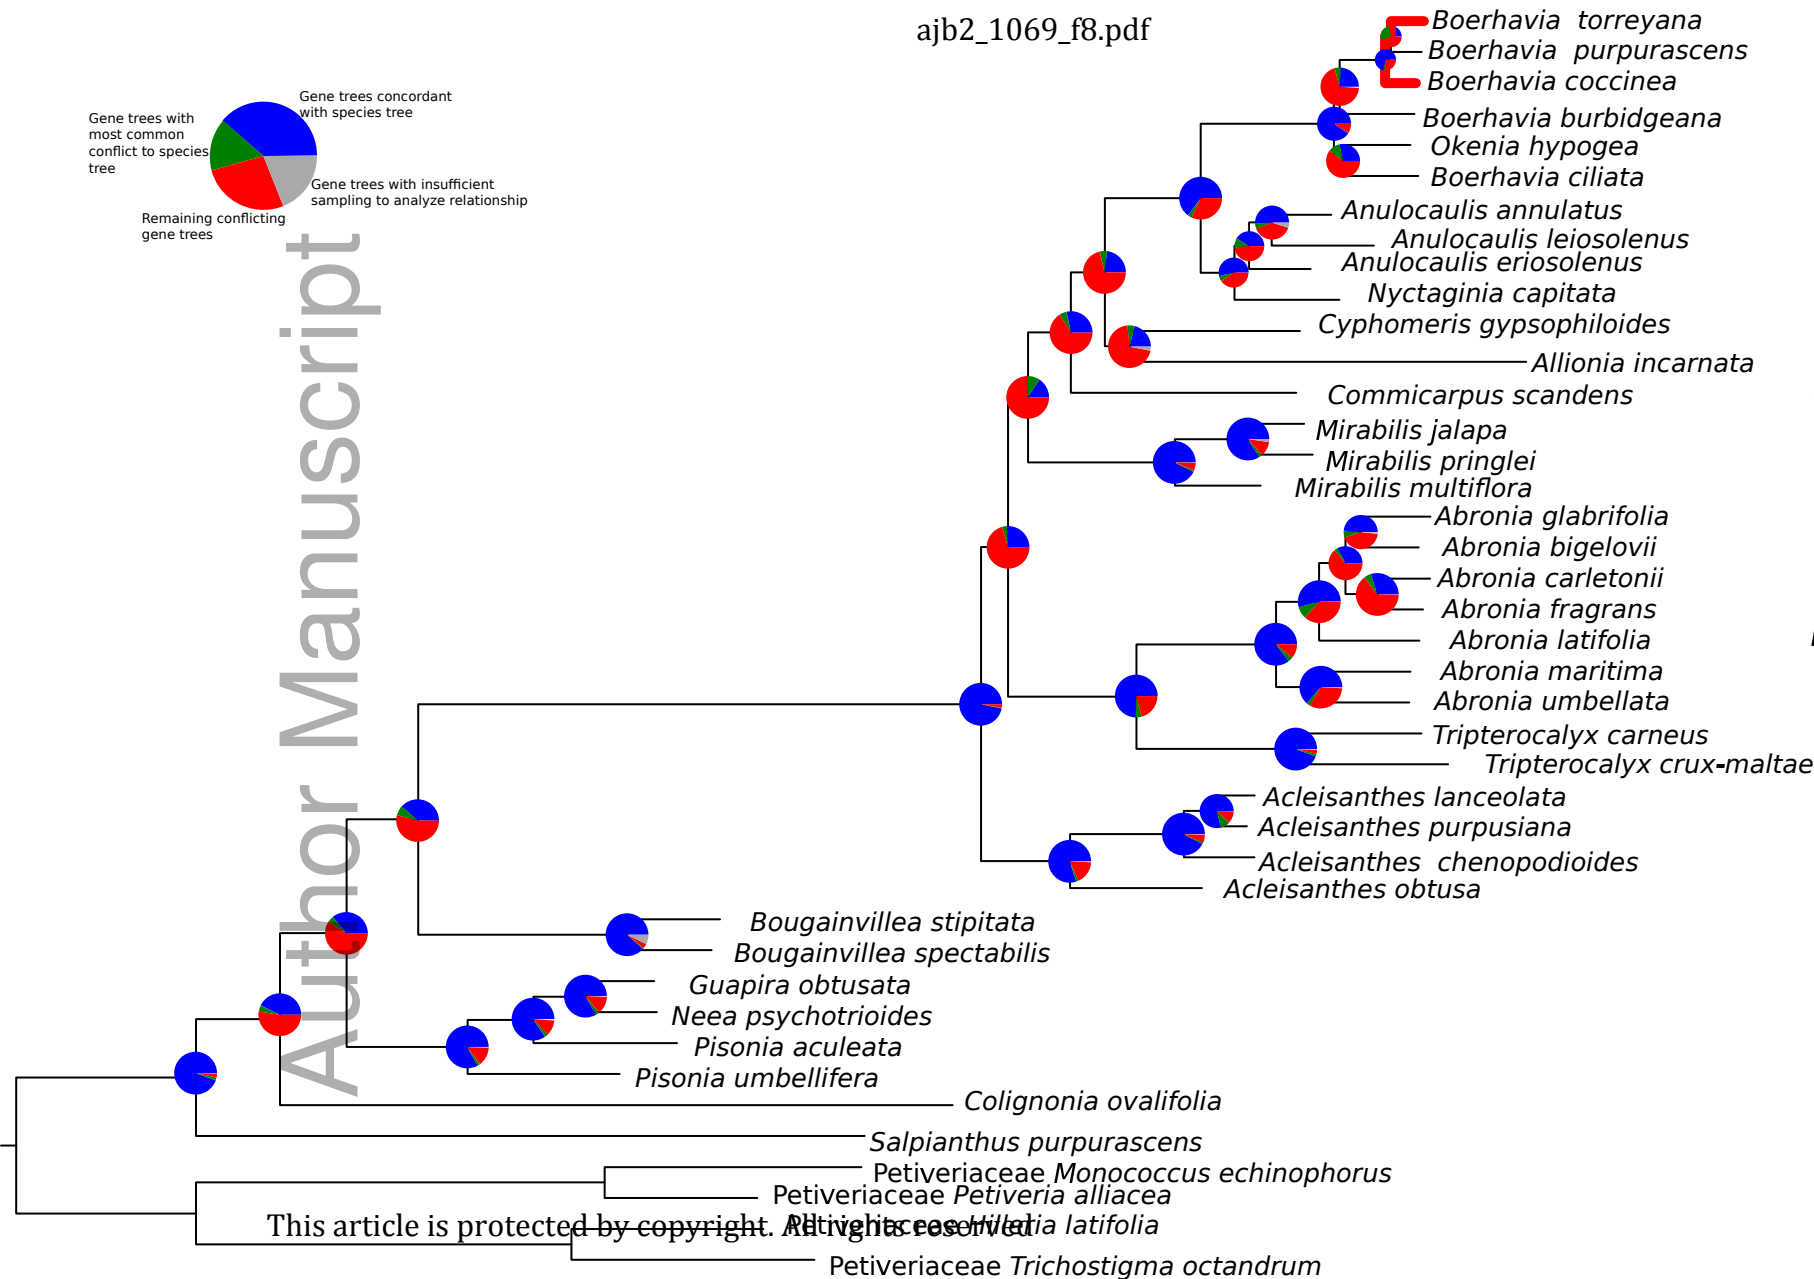 ajb2_1069_f8.pdf
Gene trees concordant
with species tree
Gene trees with
most common
conflict to species
tree
Gene trees with insufficient
sampling to analyze relationship
Remaining conflicting
gene trees
Author Manuscript
Boerhavia torreyana
Boerhavia purpurascens
Boerhavia coccinea
Boerhavia burbidgeana
Okenia hypogea
Boerhavia ciliata
Anulocaulis annulatus
Anulocaulis leiosolenus
Anulocaulis eriosolenus
Nyctaginia capitata
Cyphomeris gypsophiloides
Allionia incarnata
Commicarpus scandens
Mirabilis jalapa
Mirabilis pringlei
Mirabilis multiflora
Abronia glabrifolia
Abronia bigelovii
Abronia carletonii
Abronia fragrans
Abronia latifolia
Abronia maritima
Abronia umbellata
Tripterocalyx carneus
Tripterocalyx crux-maltae
Acleisanthes lanceolata
Acleisanthes purpusiana
Acleisanthes chenopodioides
Acleisanthes obtusa
Bougainvillea stipitata
Bougainvillea spectabilis
Guapira obtusata
Neea psychotrioides
Pisonia aculeata
Pisonia umbellifera
Colignonia ovalifolia
Salpianthus purpurascens
Petiveriaceae Monococcus echinophorus
Petiveriaceae Petiveria alliacea
Petiveriaceae Hilleria latifolia
This article is protected by copyright. All rights reserved
Petiveriaceae Trichostigma octandrum